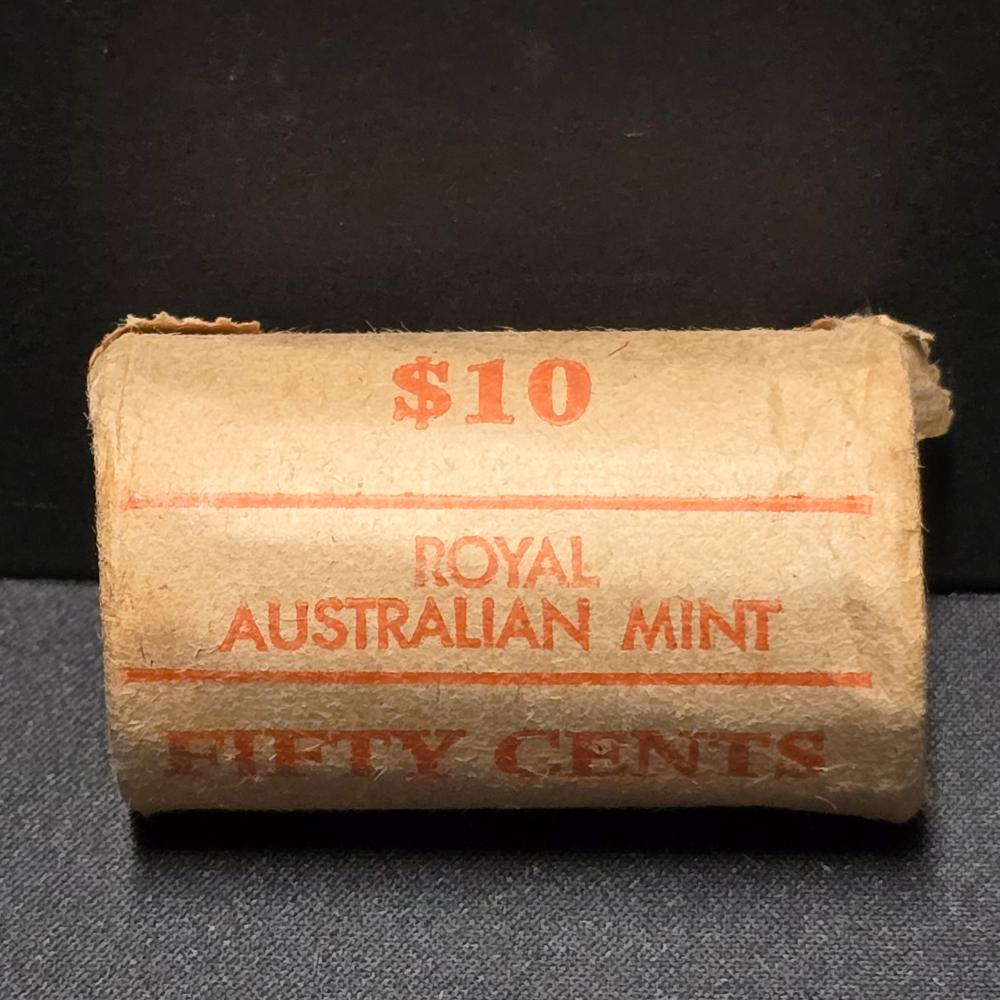 $10
ROYAL
AUSTRALIAN MINT
FIFTY CENTS